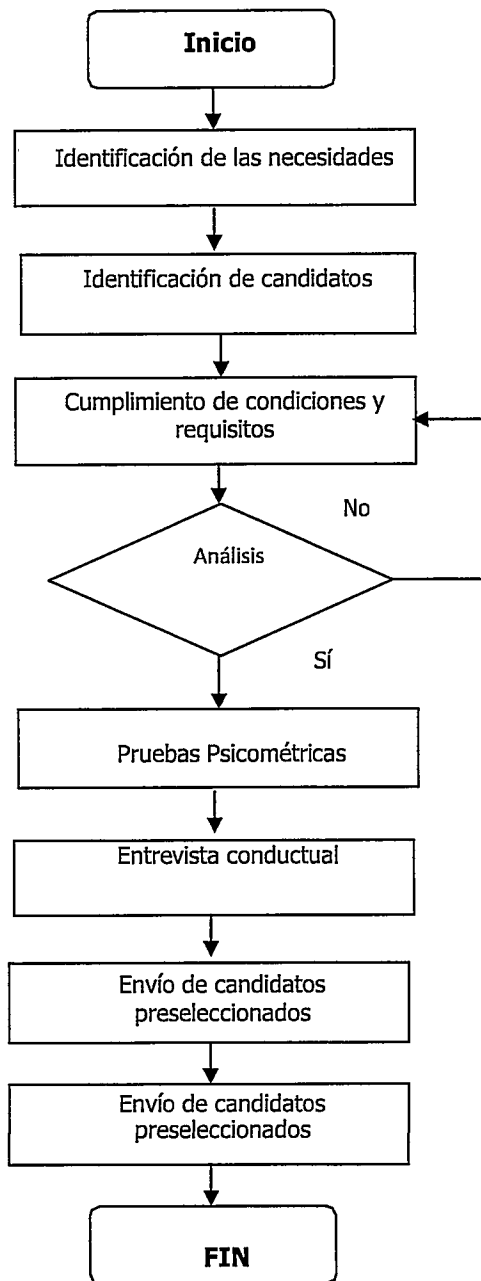 Inicio
Identificación de las necesidades
Identificación de candidatos
Cumplimiento de condiciones y
requisitos
No
Análisis
Sí
Pruebas Psicométricas
Entrevista conductual
Envío de candidatos
preseleccionados
Envío de candidatos
preseleccionados
FIN